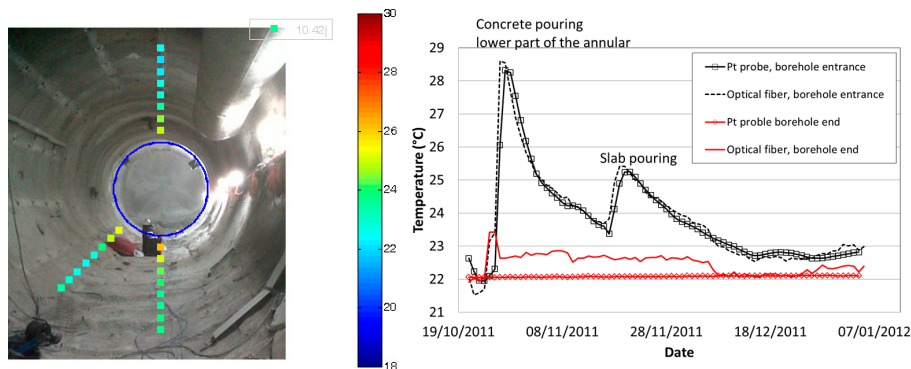 10.42j
30
28
26
24
22
20
18
Concrete pouring
lower part of the annular
Slab pouring
Pt probe, borehole entrance
Optical fiber, borehole entrance
Pt proble borehole end
Optical fiber, borehole end
Temperature (°C)
29
28
27
26
25
24
23
22
21
19/10/2011 08/11/2011 28/11/2011 18/12/2011 07/01/2012
Date